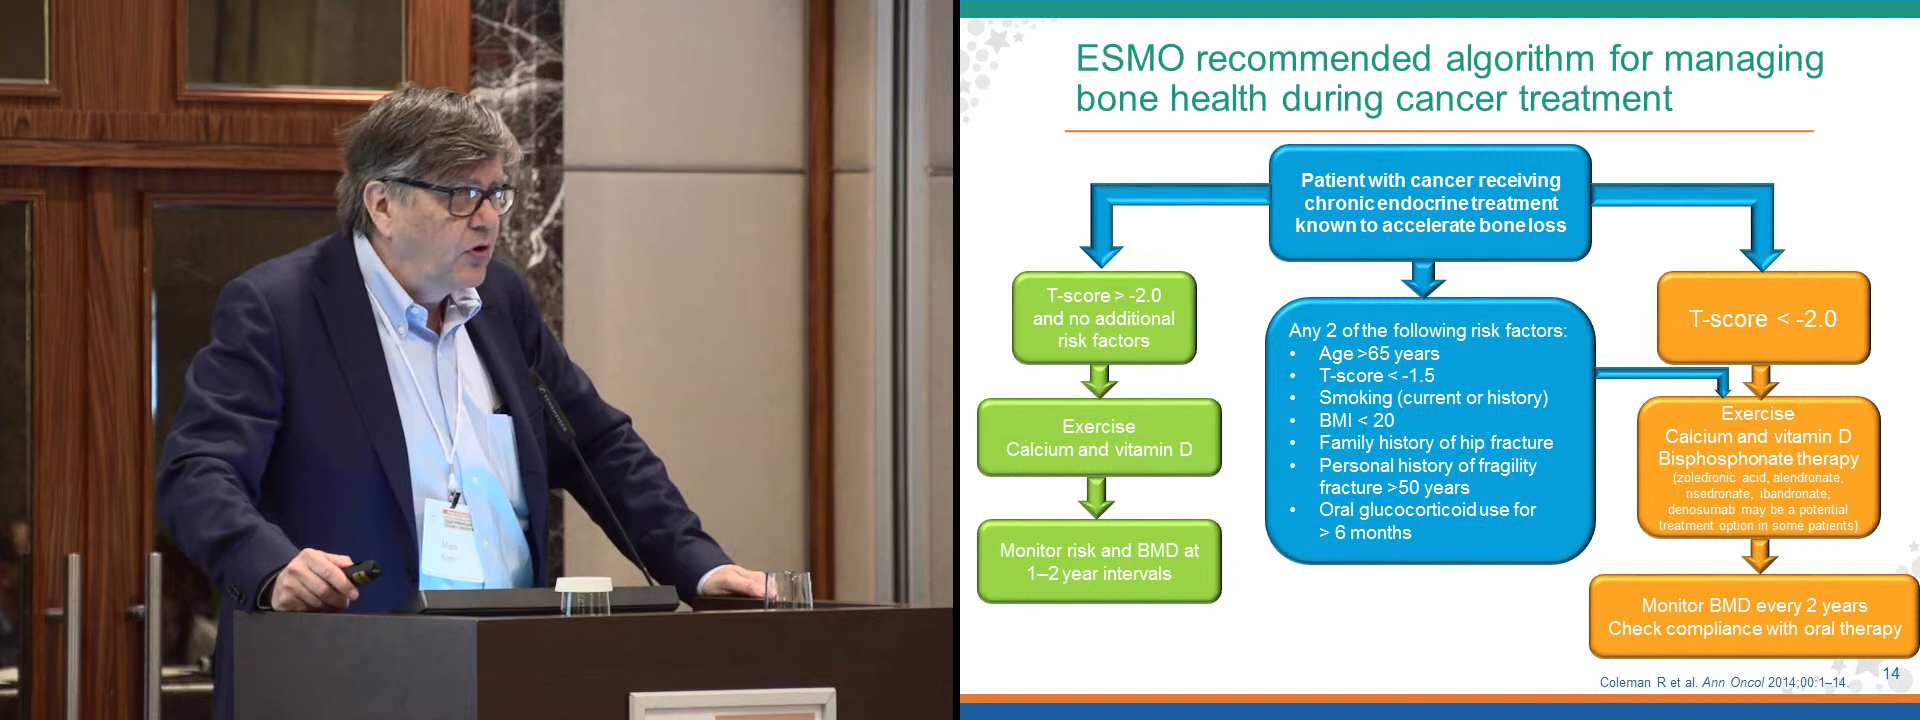 ESMO recommended algorithm for managing
bone health during cancer treatment
Patient with cancer receiving
chronic endocrine treatment
known to accelerate bone loss
T-score > -2.0
and no additional
risk factors
Exercise
Calcium and vitamin D
Monitor risk and BMD at
1–2 year intervals
Any 2 of the following risk factors:
• Age >65 years
• T-score < -1.5
• Smoking (current or history)
• BMI < 20
• Family history of hip fracture
• Personal history of fragility
fracture >50 years
• Oral glucocorticoid use for
> 6 months
T-score < -2.0
Exercise
Calcium and vitamin D
Bisphosphonate therapy
(zoledronic acid, alendronate,
risedronate, ibandronate;
denosumab may be a potential
treatment option in some patients)
Monitor BMD every 2 years
Check compliance with oral therapy
14
Coleman R et al. Ann Oncol 2014;00:1–14.